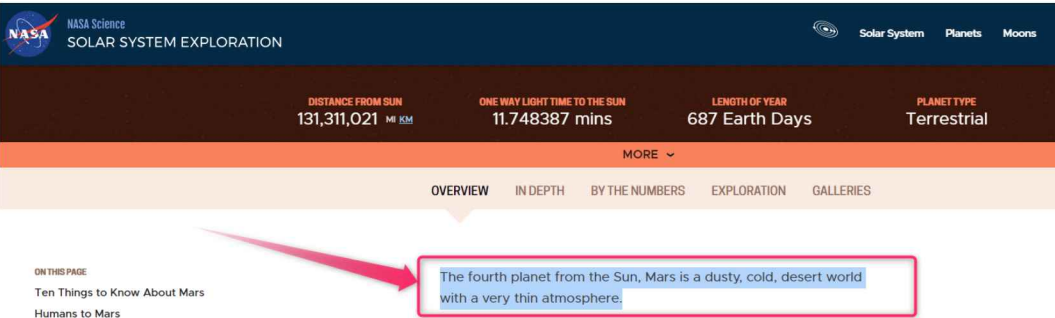 NASA
NASA Science
SOLAR SYSTEM EXPLORATION
Solar System Planets Moons
DISTANCE FROM SUN ONE WAY LIGHT TIME TO THE SUN LENGTH OF YEAR PLANET TYPE
131,311,021 MI KM 11.748387 mins 687 Earth Days Terrestrial
MORE
OVERVIEW IN DEPTH BY THE NUMBERS EXPLORATION GALLERIES
ON THIS PAGE
Ten Things to Know About Mars
Humans to Mars
The fourth planet from the Sun, Mars is a dusty, cold, desert world
with a very thin atmosphere.